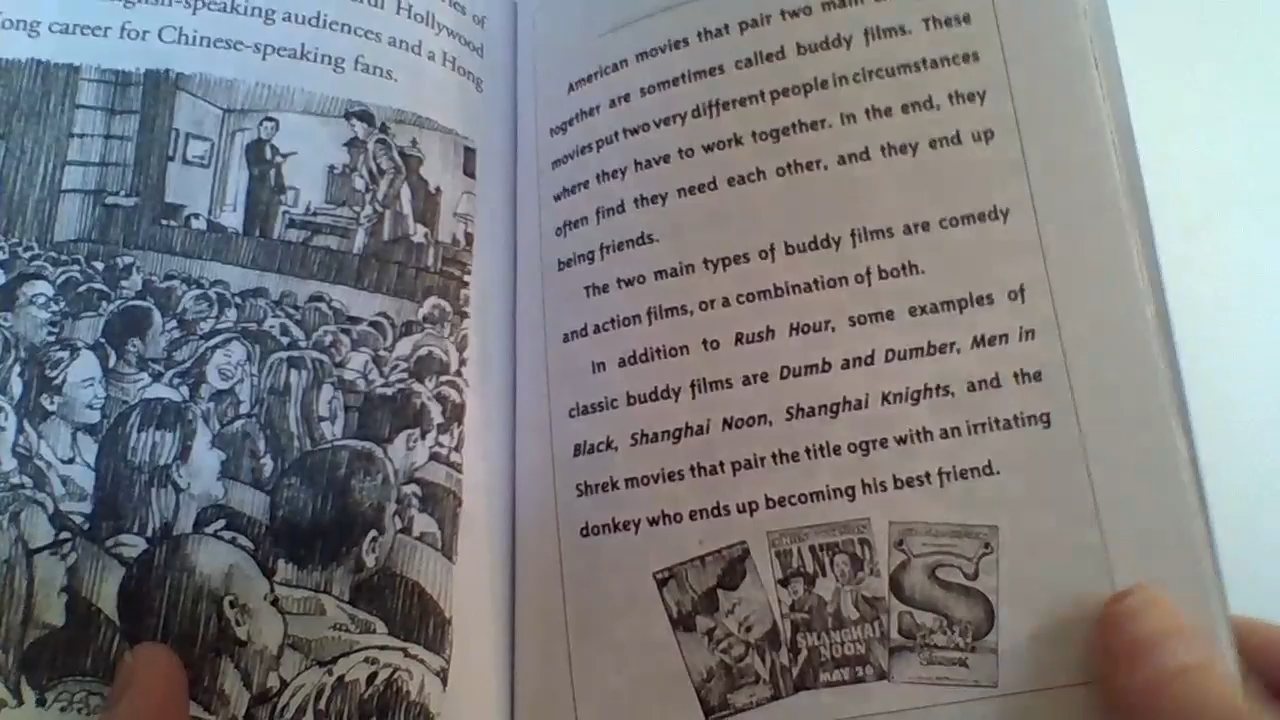 ies of
Hollywood
-speaking audiences and a Hong
ong career for Chinese-speaking fans.
American movies that pair two main
together are sometimes called buddy films. These
movies put two very different people in circumstances
where they have to work together. In the end, they
often find they need each other, and they end up
being friends.
The two main types of buddy films are comedy
and action films, or a combination of both.
In addition to Rush Hour, some examples of
classic buddy films are Dumb and Dumber, Men in
Black, Shanghai Noon, Shanghai Knights, and the
Shrek movies that pair the title ogre with an irritating
donkey who ends up becoming his best friend.
WANTED
SHANGHAI
NOON
MAY 26
S